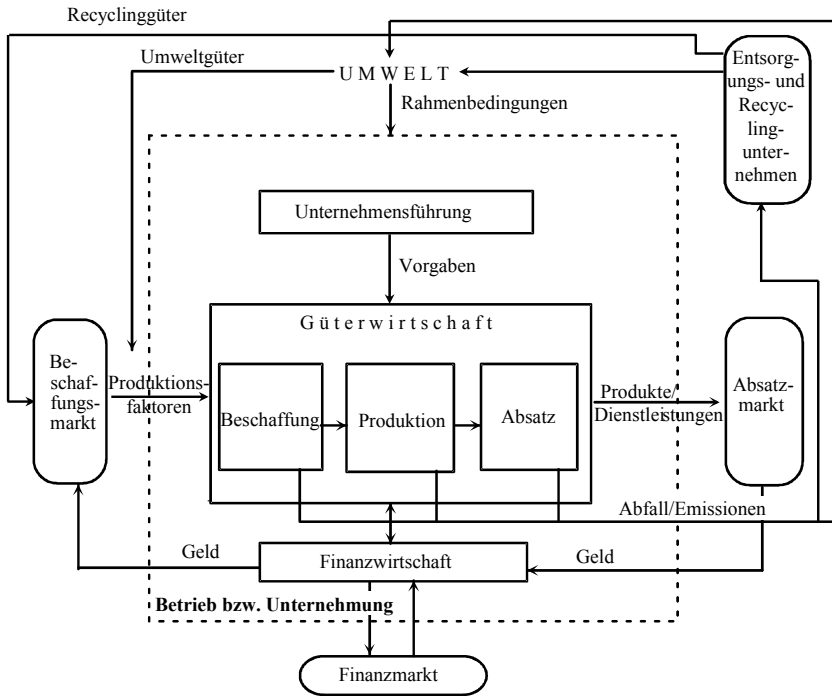 Recyclinggüter
Umweltgüter
U M W E L T
Rahmenbedingungen
Entsorg-
ungs- und
Recyc-
ling-
unter-
nehmen
Unternehmensführung
Vorgaben
G ü t e r w i r t s c h a f t
Be-
schaf-
fungs-
markt
Produktions-
faktoren
Beschaffung
Produktion
Absatz
Produkte/
Dienstleistungen
Absatz-
markt
Abfall/Emissionen
Geld
Finanzwirtschaft
Geld
Betrieb bzw. Unternehmung
Finanzmarkt